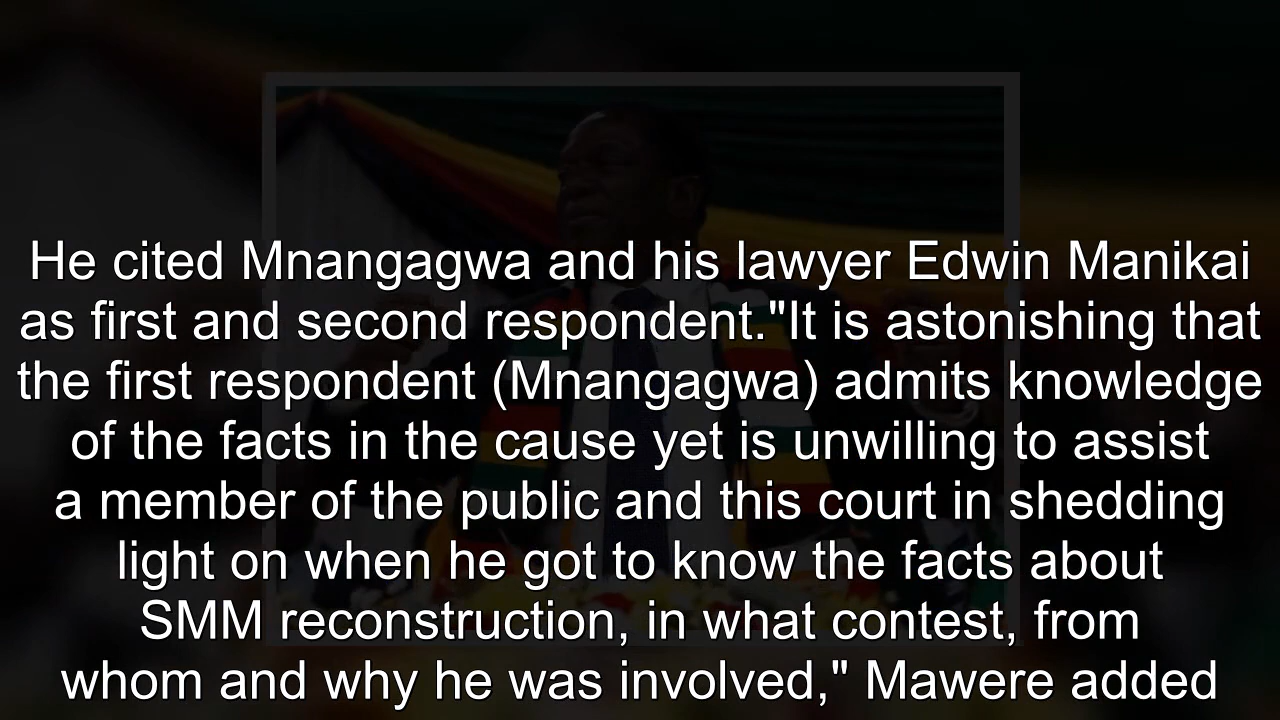 He cited Mnangagwa and his lawyer Edwin Manikai
as first and second respondent."It is astonishing that
the first respondent (Mnangagwa) admits knowledge
of the facts in the cause yet is unwilling to assist
a member of the public and this court in shedding
light on when he got to know the facts about
SMM reconstruction, in what contest, from
whom and why he was involved," Mawere added